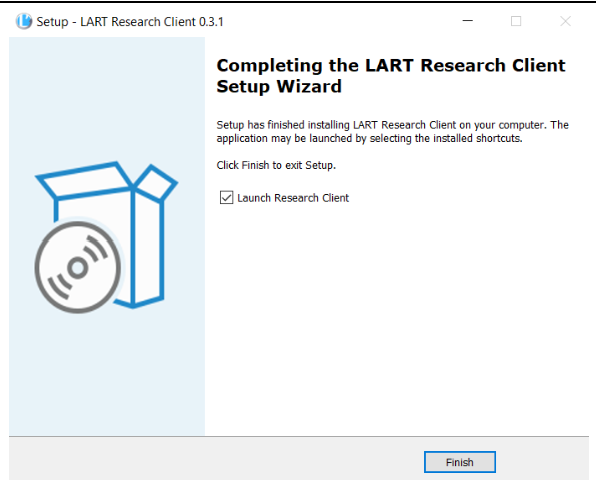 Setup - LART Research Client 0.3.1
Completing the LART Research Client
Setup Wizard
Setup has finished installing LART Research Client on your computer. The
application may be launched by selecting the installed shortcuts.
Click Finish to exit Setup.
Launch Research Client
Finish